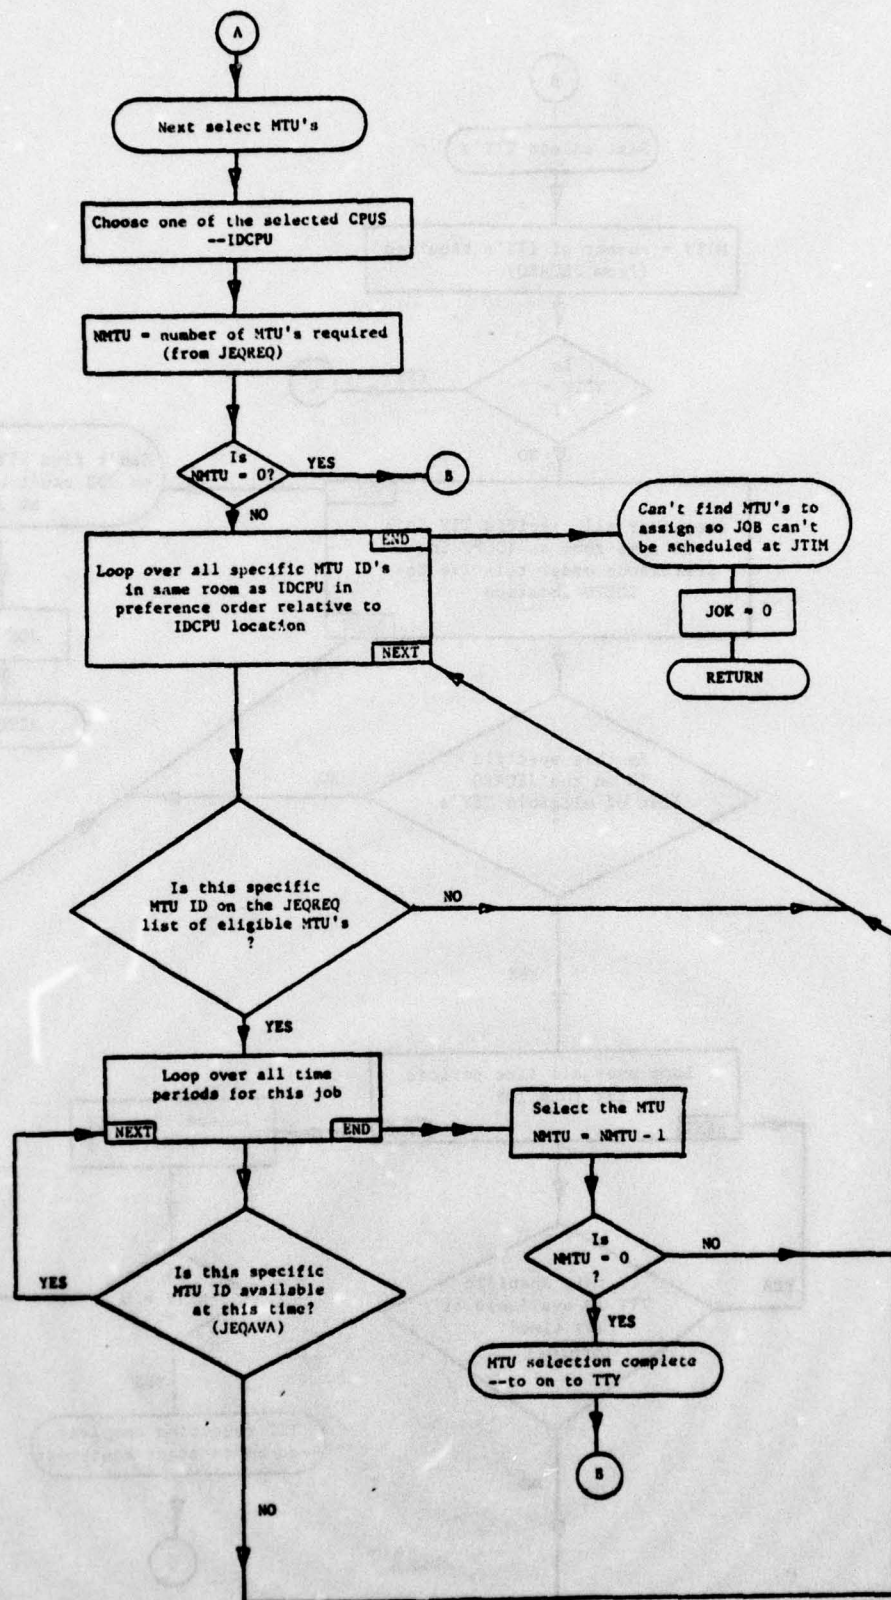 A
Next select MTU's
Choose one of the selected CPUS
--IDCPU
NMTU = number of MTU's required
(from JEQREQ)
Is
NMTU = 0?
YES
B
NO
END
Loop over all specific MTU ID's
in same room as IDCPU in
preference order relative to
IDCPU location
NEXT
Can't find MTU's to
assign so JOB can't
be scheduled at JTIM
JOK = 0
RETURN
Is this specific
MTU ID on the JEQREQ
list of eligible MTU's
?
NO
YES
Loop over all time
periods for this job
NEXT
END
Select the MTU
NMTU = NMTU - 1
Is
NMTU = 0
?
NO
YES
Is this specific
MTU ID available
at this time?
(JEQAVA)
YES
MTU selection complete
--to on to TTY
B
NO